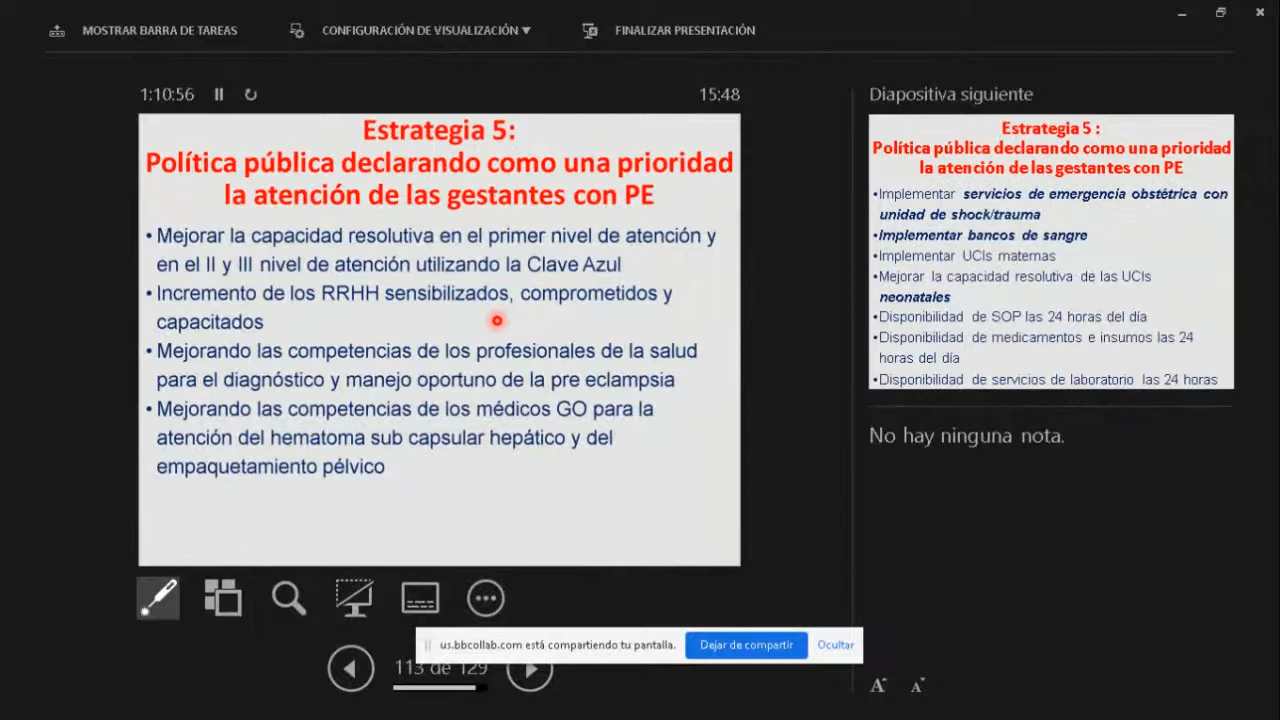 MOSTRAR BARRA DE TAREAS
CONFIGURACIÓN DE VISUALIZACIÓN ▼
FINALIZAR PRESENTACIÓN
1:10:56
15:48
Estrategia 5:
Política pública declarando como una prioridad
la atención de las gestantes con PE
• Mejorar la capacidad resolutiva en el primer nivel de atención y
en el II y III nivel de atención utilizando la Clave Azul
• Incremento de los RRHH sensibilizados, comprometidos y
capacitados
• Mejorando las competencias de los profesionales de la salud
para el diagnóstico y manejo oportuno de la pre eclampsia
• Mejorando las competencias de los médicos GO para la
atención del hematoma sub capsular hepático y del
empaquetamiento pélvico
us.bbcollab.com está compartiendo tu pantalla.
Dejar de compartir
Ocultar
113 de 129
Diapositiva siguiente
Estrategia 5 :
Política pública declarando como una prioridad
la atención de las gestantes con PE
•Implementar servicios de emergencia obstétrica con
unidad de shock/trauma
•Implementar bancos de sangre
•Implementar UCIs maternas
•Mejorar la capacidad resolutiva de las UCIs
neonatales
•Disponibilidad de SOP las 24 horas del día
•Disponibilidad de medicamentos e insumos las 24
horas del día
•Disponibilidad de servicios de laboratorio las 24 horas
No hay ninguna nota.
A A